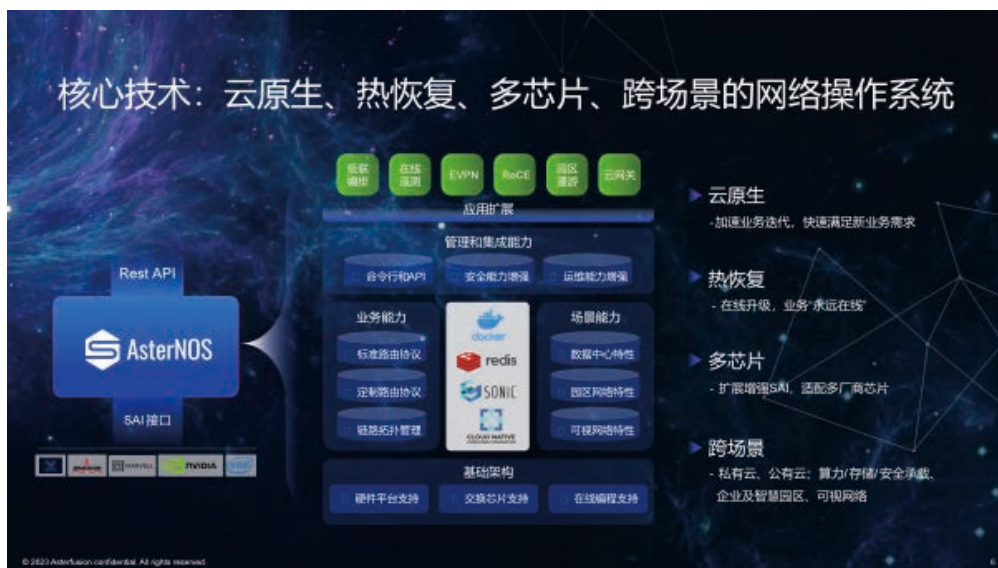 核心技术：云原生、热恢复、多芯片、跨场景的网络操作系统
Rest API
AsterNOS
SAI 接口
MARVELL
NVIDIA
在线遥测
EVPN
RoCE
园区漫游
云网关
应用扩展
管理和集成能力
命令行和API
安全能力增强
运维能力增强
业务能力
标准路由协议
定制路由协议
链路拓扑管理
docker
redis
SONiC
CLOUD NATIVE
场景能力
数据中心特性
园区网络特性
可视网络特性
基础架构
硬件平台支持
交换芯片支持
在线编程支持
云原生
-加速业务迭代，快速满足新业务需求
热恢复
- 在线升级，业务“永远在线”
多芯片
- 扩展增强SAI，适配多厂商芯片
跨场景
- 私有云、公有云；算力/存储/安全承载、
企业及智慧园区、可视网络
© 2023 Asterfusion confidential. All rights reserved.
6